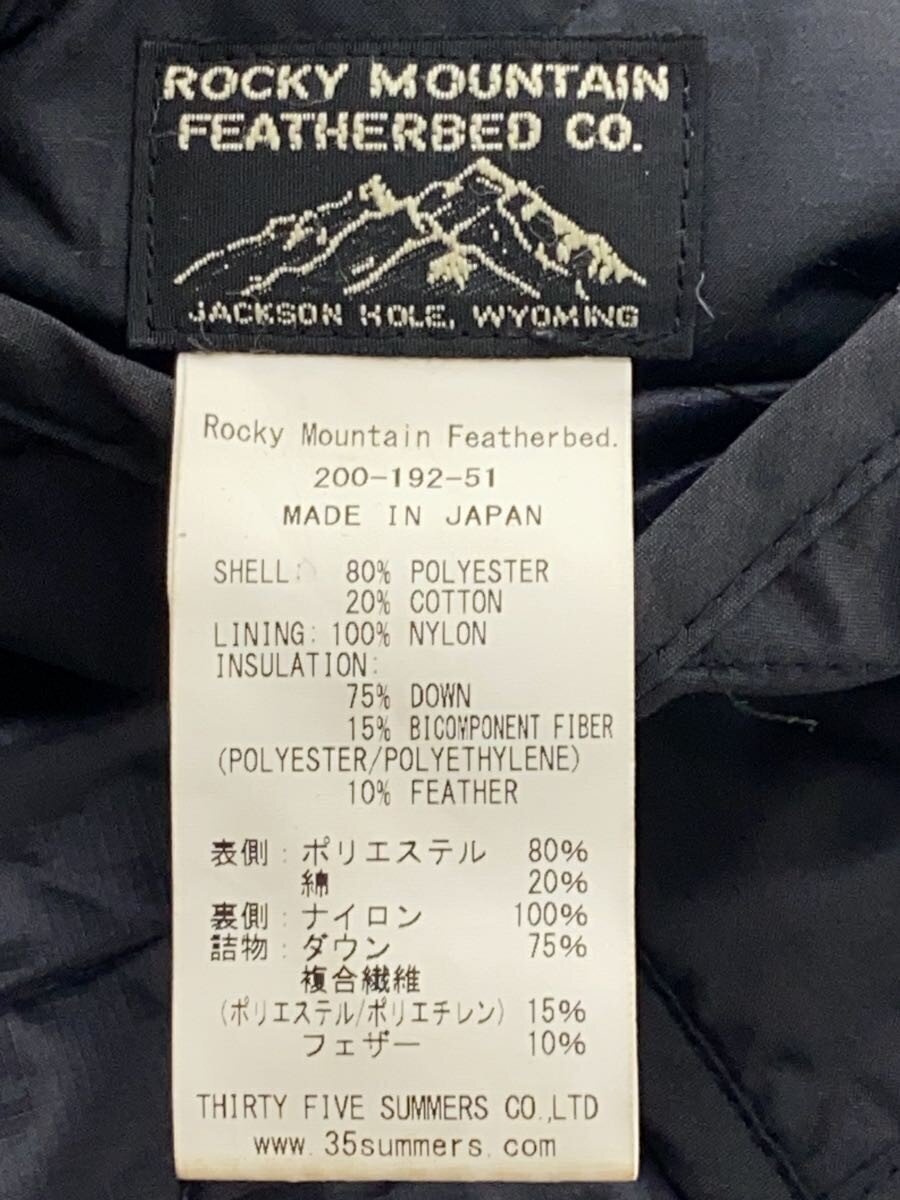 ROCKY MOUNTAIN
FEATHERBED CO.
JACKSON HOLE, WYOMING
Rocky Mountain Featherbed.
200-192-51
MADE IN JAPAN
SHELL: 80% POLYESTER
20% COTTON
LINING: 100% NYLON
INSULATION:
75% DOWN
15% BICOMPONENT FIBER
(POLYESTER/POLYETHYLENE)
10% FEATHER
表側:ポリエステル 80%
綿 20%
裏側:ナイロン 100%
詰物:ダウン 75%
複合繊維
(ポリエステル/ポリエチレン) 15%
フェザー 10%
THIRTY FIVE SUMMERS CO.,LTD
www.35summers.com